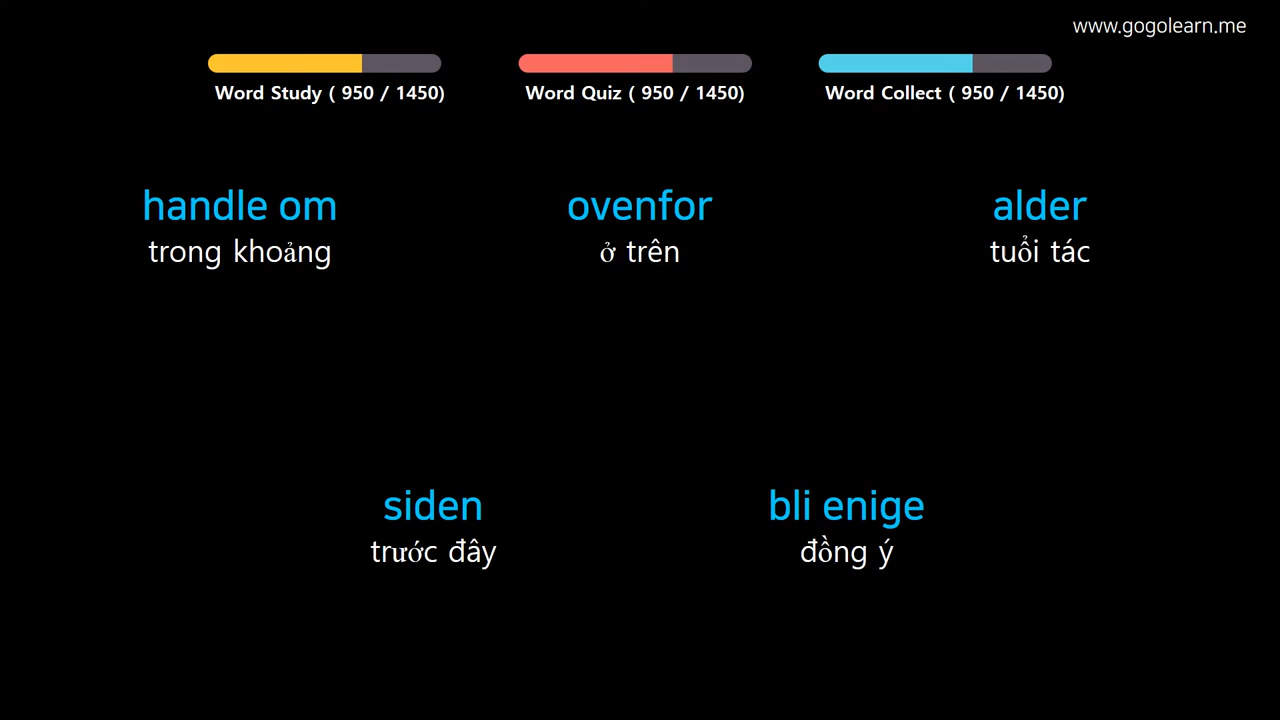 www.gogolearn.me
Word Study ( 950 / 1450)
Word Quiz ( 950 / 1450)
Word Collect ( 950 / 1450)
handle om
trong khoảng
ovenfor
ở trên
alder
tuổi tác
siden
trước đây
bli enige
đồng ý